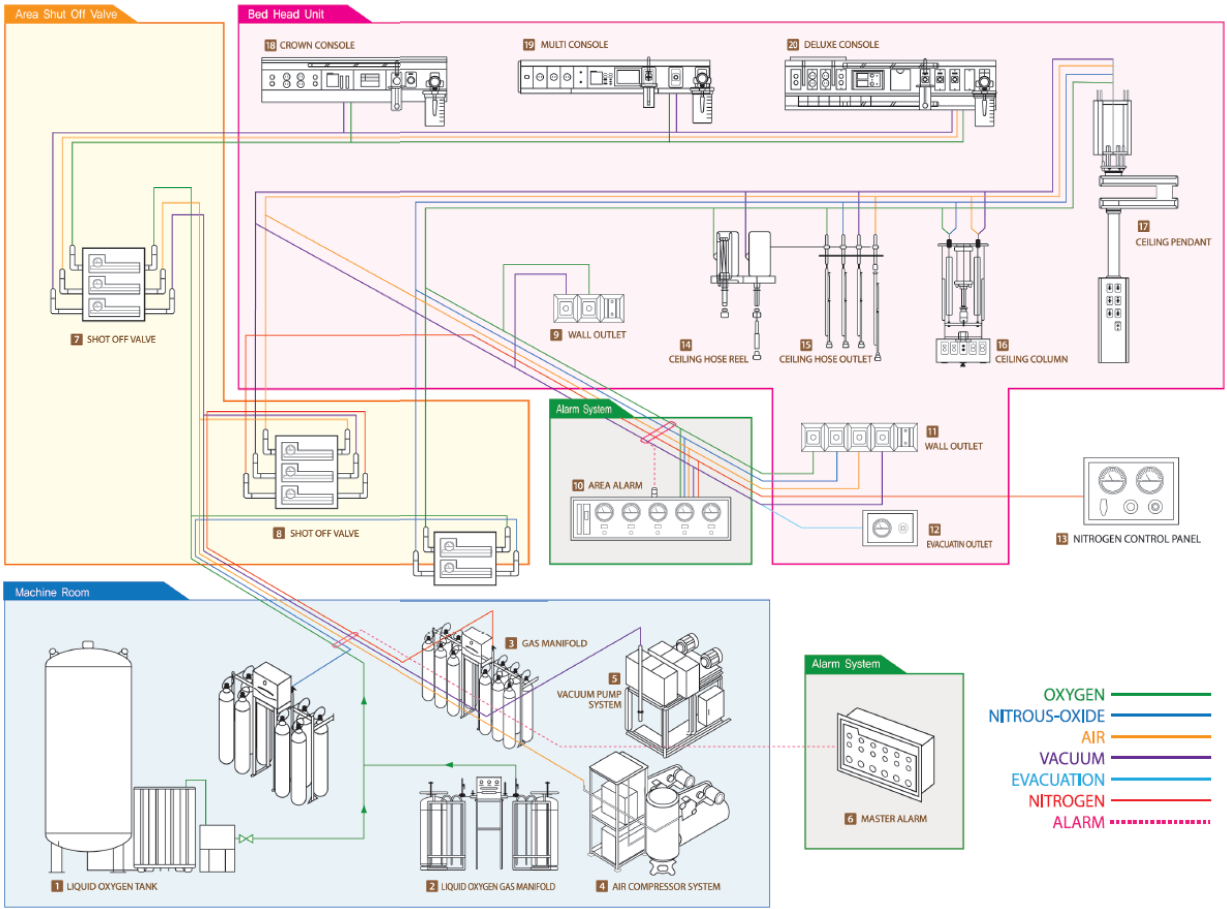 Area Shut Off Valve
Bed Head Unit
18 CROWN CONSOLE
19 MULTI CONSOLE
20 DELUXE CONSOLE
17
CEILING PENDANT
7 SHOT OFF VALVE
9 WALL OUTLET
14
CEILING HOSE REEL
15
CEILING HOSE OUTLET
16
CEILING COLUMN
Alarm System
10 AREA ALARM
11
WALL OUTLET
12
EVACUATIN OUTLET
13 NITROGEN CONTROL PANEL
8 SHOT OFF VALVE
Machine Room
3 GAS MANIFOLD
5
VACUUM PUMP
SYSTEM
1 LIQUID OXYGEN TANK
2 LIQUID OXYGEN GAS MANIFOLD
4 AIR COMPRESSOR SYSTEM
Alarm System
6 MASTER ALARM
OXYGEN
NITROUS-OXIDE
AIR
VACUUM
EVACUATION
NITROGEN
ALARM